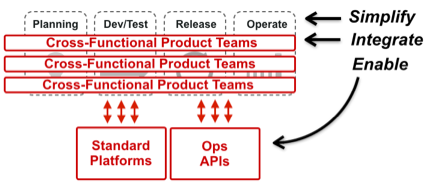 Planning Dev/Test Release Operate
Simplify
Cross-Functional Product Teams
Integrate
Cross-Functional Product Teams
Enable
Cross-Functional Product Teams
Standard
Platforms
Ops
APIs